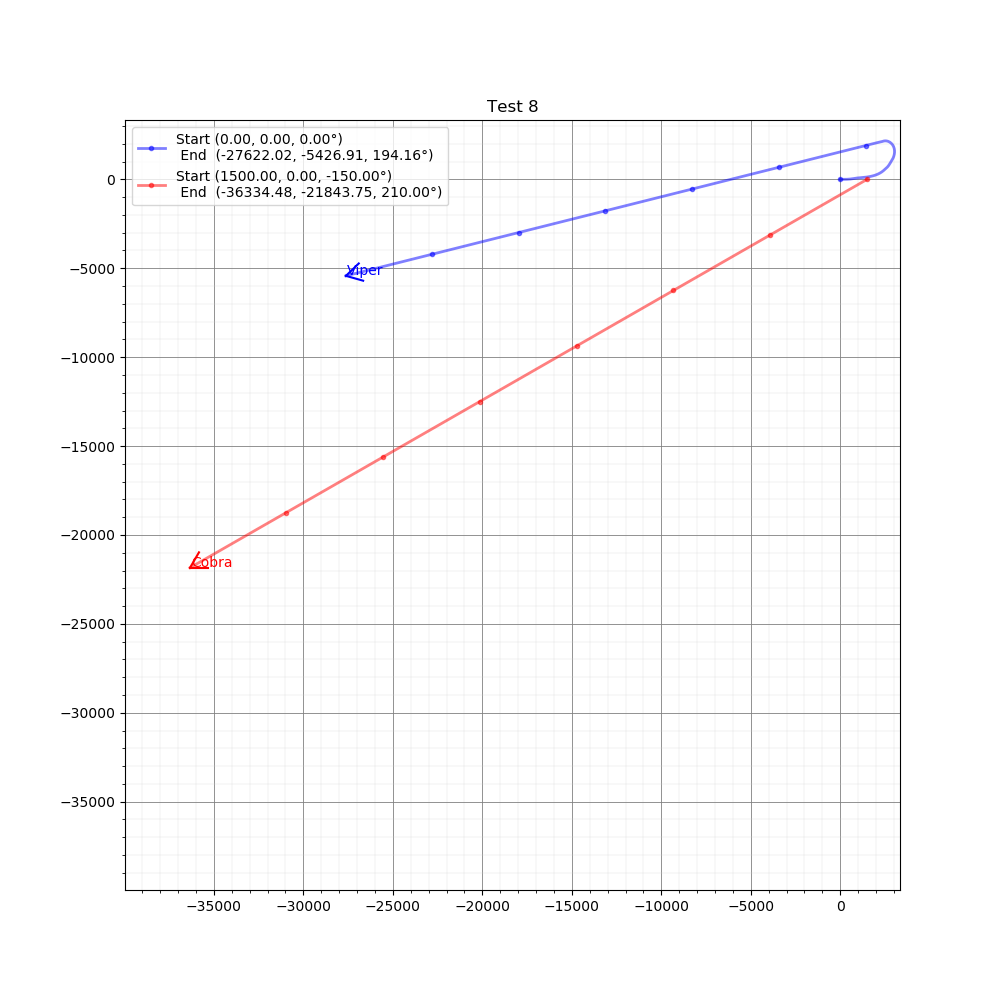 Test 8
Start (0.00, 0.00, 0.00°)
End (-27622.02, -5426.91, 194.16°)
Start (1500.00, 0.00, -150.00°)
End (-36334.48, -21843.75, 210.00°)
0
−5000
−10000
−15000
−20000
−25000
−30000
−35000
Viper
Cobra
−35000 −30000 −25000 −20000 −15000 −10000 −5000 0